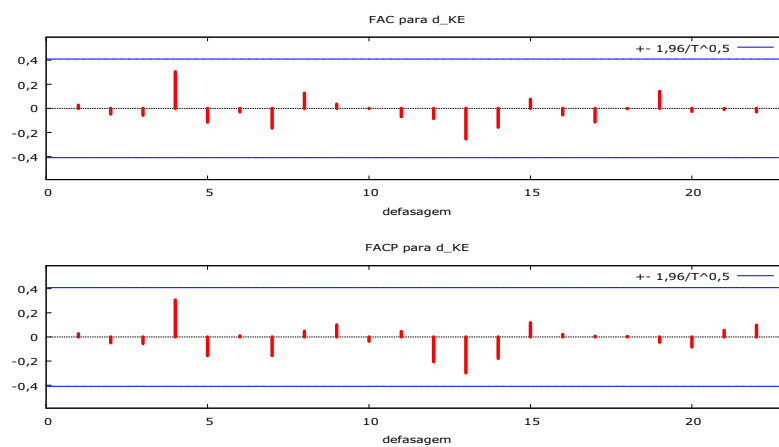 FAC para d_KE
+- 1,96/T^0,5
0,4
0,2
0
-0,2
-0,4
0 5 10 15 20
defasagem
FACP para d_KE
+- 1,96/T^0,5
0,4
0,2
0
-0,2
-0,4
0 5 10 15 20
defasagem